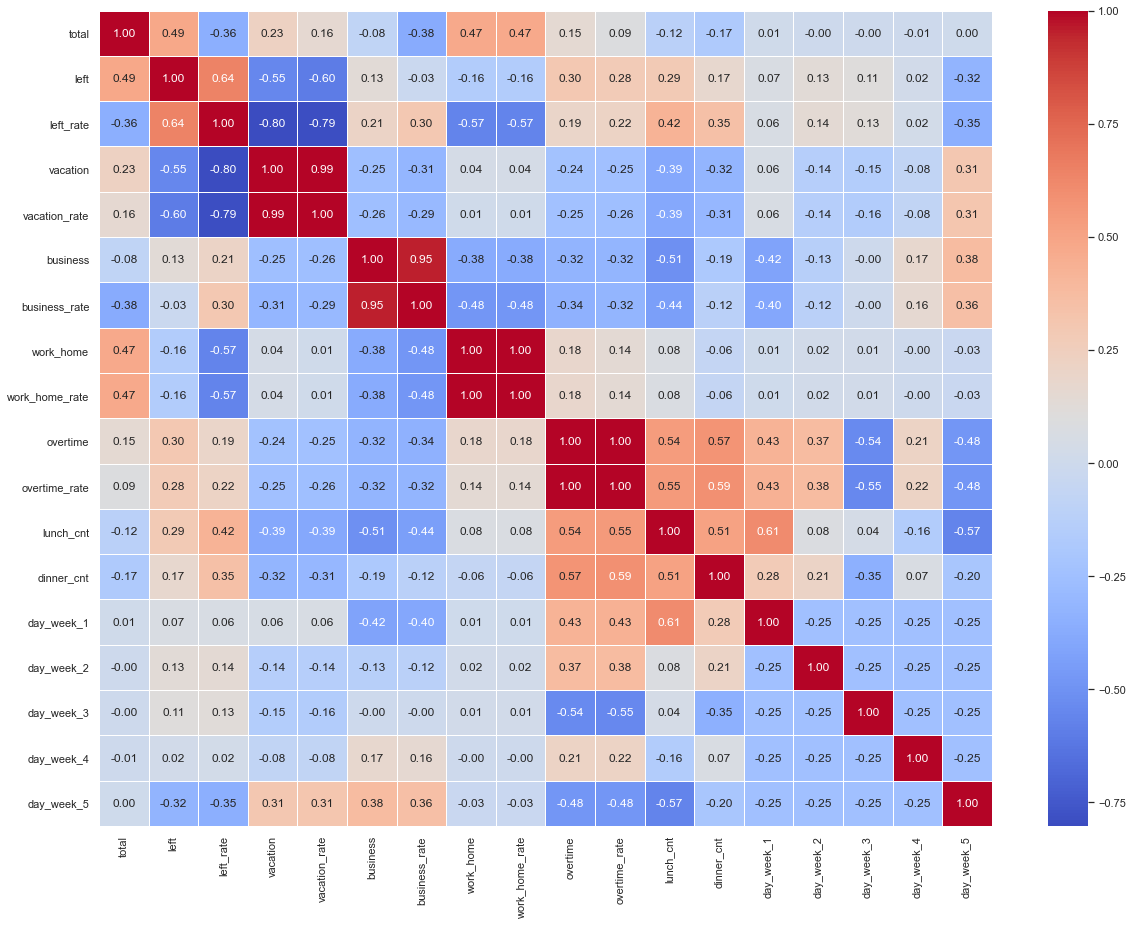 total 1.00 0.49 -0.36 0.23 0.16 -0.08 -0.38 0.47 0.47 0.15 0.09 -0.12 -0.17 0.01 -0.00 -0.00 -0.01 0.00
left 0.49 1.00 0.64 -0.55 -0.60 0.13 -0.03 -0.16 -0.16 0.30 0.28 0.29 0.17 0.07 0.13 0.11 0.02 -0.32
left_rate -0.36 0.64 1.00 -0.80 -0.79 0.21 0.30 -0.57 -0.57 0.19 0.22 0.42 0.35 0.06 0.14 0.13 0.02 -0.35
vacation 0.23 -0.55 -0.80 1.00 0.99 -0.25 -0.31 0.04 0.04 -0.24 -0.25 -0.39 -0.32 0.06 -0.14 -0.15 -0.08 0.31
vacation_rate 0.16 -0.60 -0.79 0.99 1.00 -0.26 -0.29 0.01 0.01 -0.25 -0.26 -0.39 -0.31 0.06 -0.14 -0.16 -0.08 0.31
business -0.08 0.13 0.21 -0.25 -0.26 1.00 0.95 -0.38 -0.38 -0.32 -0.32 -0.51 -0.19 -0.42 -0.13 -0.00 0.17 0.38
business_rate -0.38 -0.03 0.30 -0.31 -0.29 0.95 1.00 -0.48 -0.48 -0.34 -0.32 -0.44 -0.12 -0.40 -0.12 -0.00 0.16 0.36
work_home 0.47 -0.16 -0.57 0.04 0.01 -0.38 -0.48 1.00 1.00 0.18 0.14 0.08 -0.06 0.01 0.02 0.01 -0.00 -0.03
work_home_rate 0.47 -0.16 -0.57 0.04 0.01 -0.38 -0.48 1.00 1.00 0.18 0.14 0.08 -0.06 0.01 0.02 0.01 -0.00 -0.03
overtime 0.15 0.30 0.19 -0.24 -0.25 -0.32 -0.34 0.18 0.18 1.00 1.00 0.54 0.57 0.43 0.37 -0.54 0.21 -0.48
overtime_rate 0.09 0.28 0.22 -0.25 -0.26 -0.32 -0.32 0.14 0.14 1.00 1.00 0.55 0.59 0.43 0.38 -0.55 0.22 -0.48
lunch_cnt -0.12 0.29 0.42 -0.39 -0.39 -0.51 -0.44 0.08 0.08 0.54 0.55 1.00 0.51 0.61 0.08 0.04 -0.16 -0.57
dinner_cnt -0.17 0.17 0.35 -0.32 -0.31 -0.19 -0.12 -0.06 -0.06 0.57 0.59 0.51 1.00 0.28 0.21 -0.35 0.07 -0.20
day_week_1 0.01 0.07 0.06 0.06 0.06 -0.42 -0.40 0.01 0.01 0.43 0.43 0.61 0.28 1.00 -0.25 -0.25 -0.25 -0.25
day_week_2 -0.00 0.13 0.14 -0.14 -0.14 -0.13 -0.12 0.02 0.02 0.37 0.38 0.08 0.21 -0.25 1.00 -0.25 -0.25 -0.25
day_week_3 -0.00 0.11 0.13 -0.15 -0.16 -0.00 -0.00 0.01 0.01 -0.54 -0.55 0.04 -0.35 -0.25 -0.25 1.00 -0.25 -0.25
day_week_4 -0.01 0.02 0.02 -0.08 -0.08 0.17 0.16 -0.00 -0.00 0.21 0.22 -0.16 0.07 -0.25 -0.25 -0.25 1.00 -0.25
day_week_5 0.00 -0.32 -0.35 0.31 0.31 0.38 0.36 -0.03 -0.03 -0.48 -0.48 -0.57 -0.20 -0.25 -0.25 -0.25 -0.25 1.00
total left left_rate vacation vacation_rate business business_rate work_home work_home_rate overtime overtime_rate lunch_cnt dinner_cnt day_week_1 day_week_2 day_week_3 day_week_4 day_week_5
1.00
0.75
0.50
0.25
0.00
−0.25
−0.50
−0.75